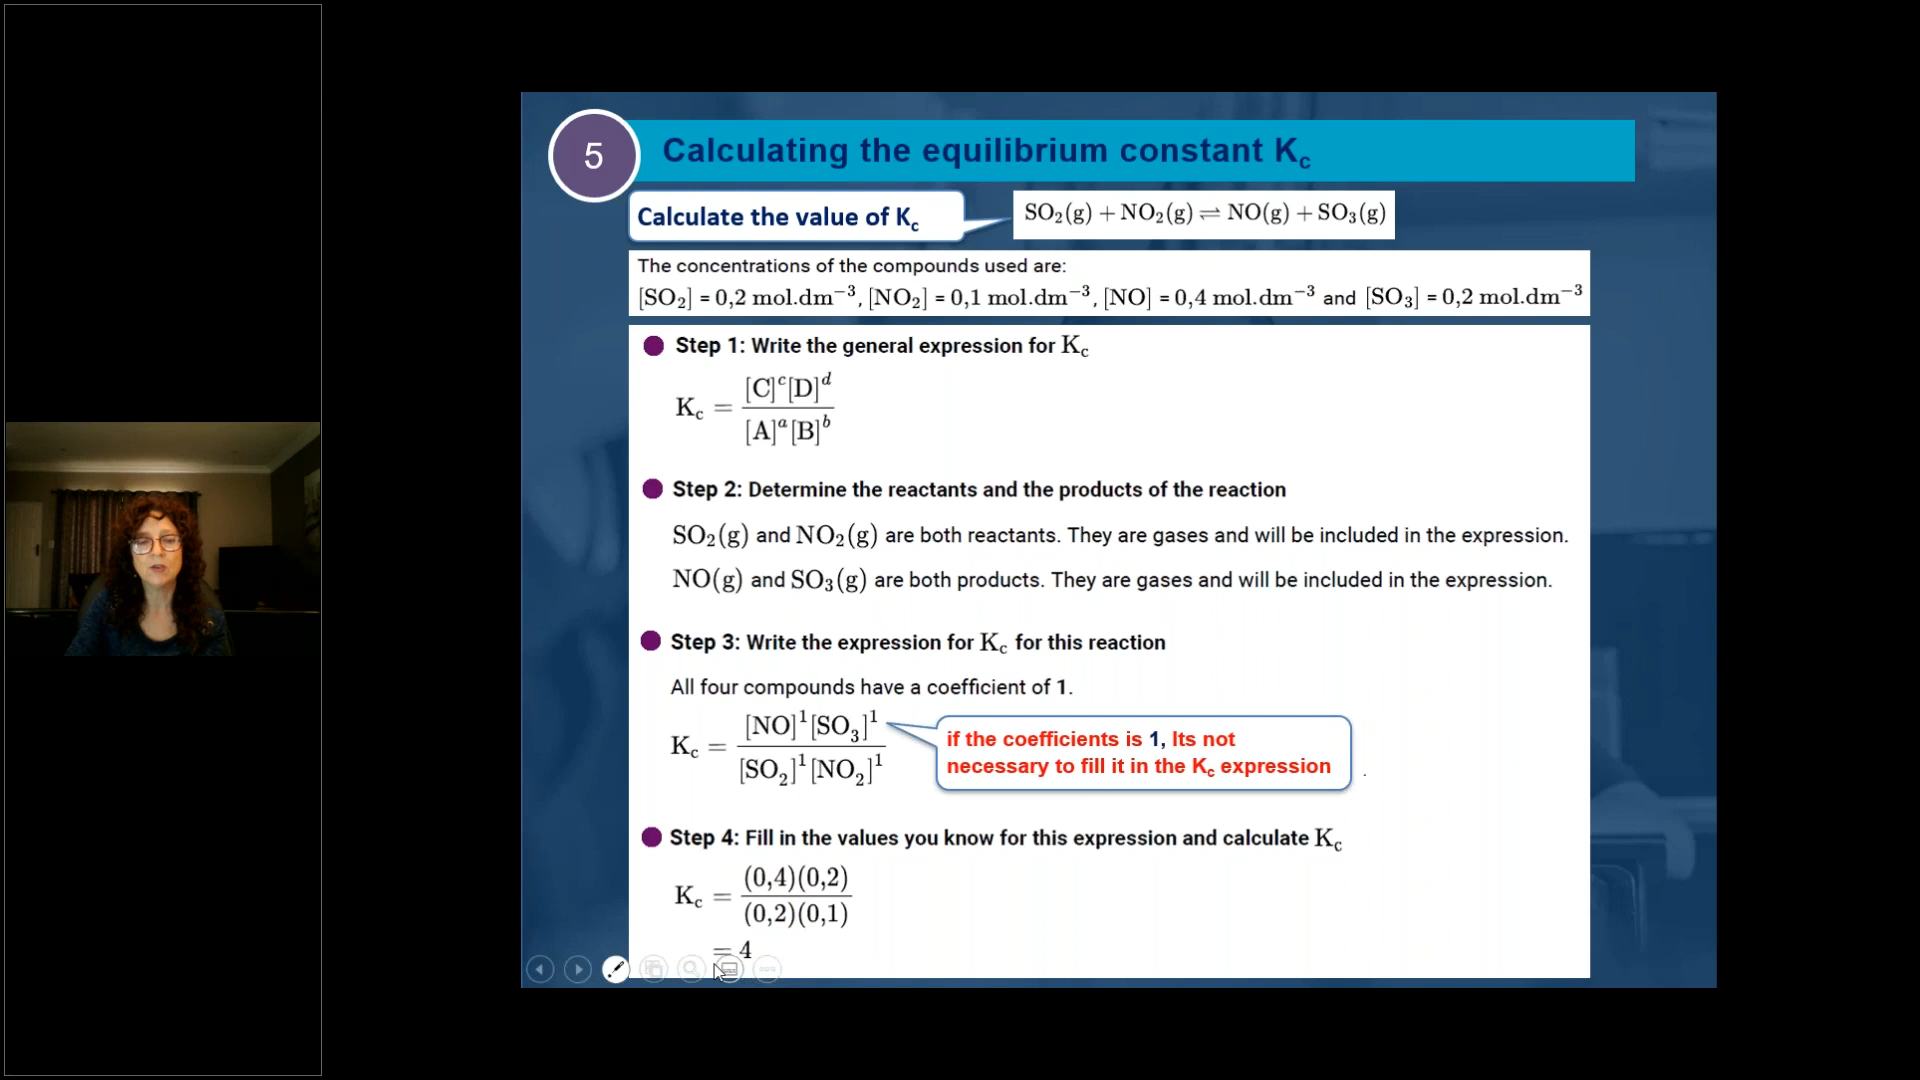 5
Calculating the equilibrium constant Kc
Calculate the value of Kc
SO₂(g) + NO₂(g) ⇌ NO(g) + SO₃(g)
The concentrations of the compounds used are:
[SO₂] = 0,2 mol.dm⁻³, [NO₂] = 0,1 mol.dm⁻³, [NO] = 0,4 mol.dm⁻³ and [SO₃] = 0,2 mol.dm⁻³
Step 1: Write the general expression for Kc
Kc = [C]ᶜ[D]ᵈ / [A]ᵃ[B]ᵇ
Step 2: Determine the reactants and the products of the reaction
SO₂(g) and NO₂(g) are both reactants. They are gases and will be included in the expression.
NO(g) and SO₃(g) are both products. They are gases and will be included in the expression.
Step 3: Write the expression for Kc for this reaction
All four compounds have a coefficient of 1.
Kc = [NO]¹[SO₃]¹ / [SO₂]¹[NO₂]¹
if the coefficients is 1, Its not
necessary to fill it in the Kc expression
.
Step 4: Fill in the values you know for this expression and calculate Kc
Kc = (0,4)(0,2) / (0,2)(0,1)
= 4